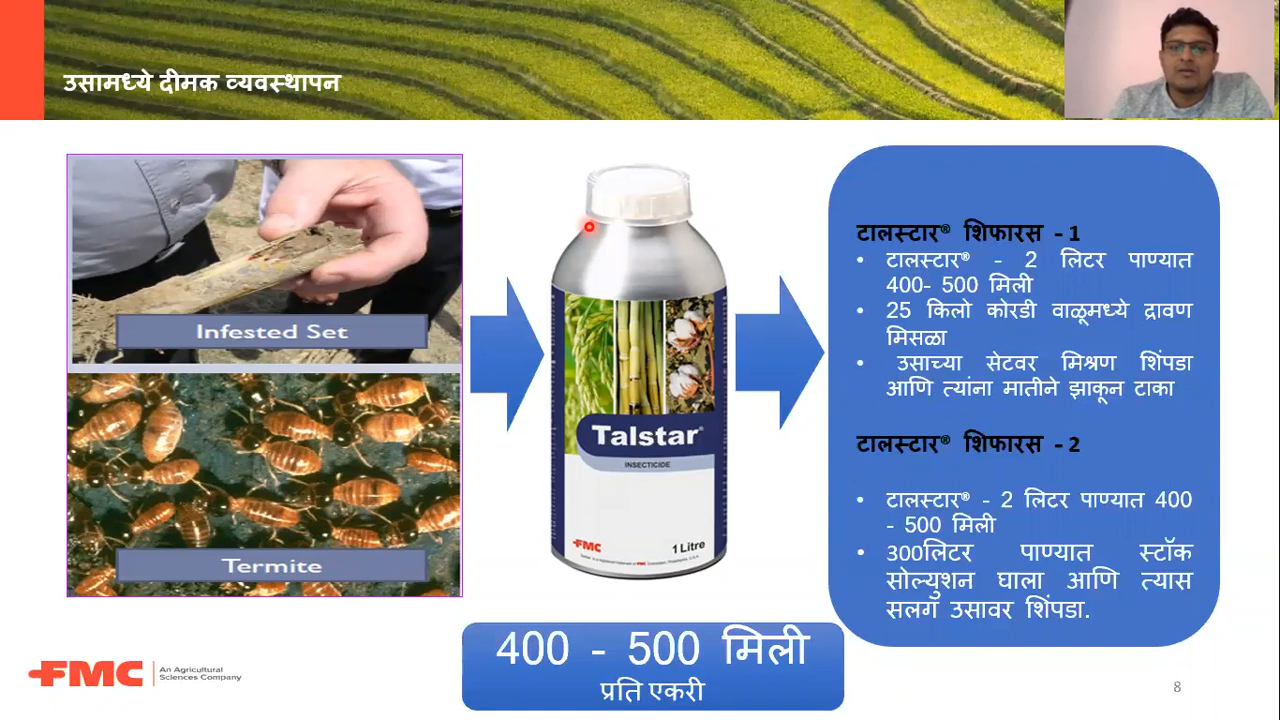 उसामध्ये दीमक व्यवस्थापन
Infested Set
Termite
Talstar®
INSECTICIDE
FMC
1 Litre
400 - 500 मिली
प्रति एकरी
टालस्टार® शिफारस - 1
• टालस्टार® - 2 लिटर पाण्यात
400- 500 मिली
• 25 किलो कोरडी वाळूमध्ये द्रावण
मिसळा
• उसाच्या सेटवर मिश्रण शिंपडा
आणि त्यांना मातीने झाकून टाका
टालस्टार® शिफारस - 2
• टालस्टार® - 2 लिटर पाण्यात 400
- 500 मिली
• 300लिटर पाण्यात स्टॉक
सोल्युशन घाला आणि त्यास
सलग उसावर शिंपडा.
FMC
An Agricultural
Sciences Company
8